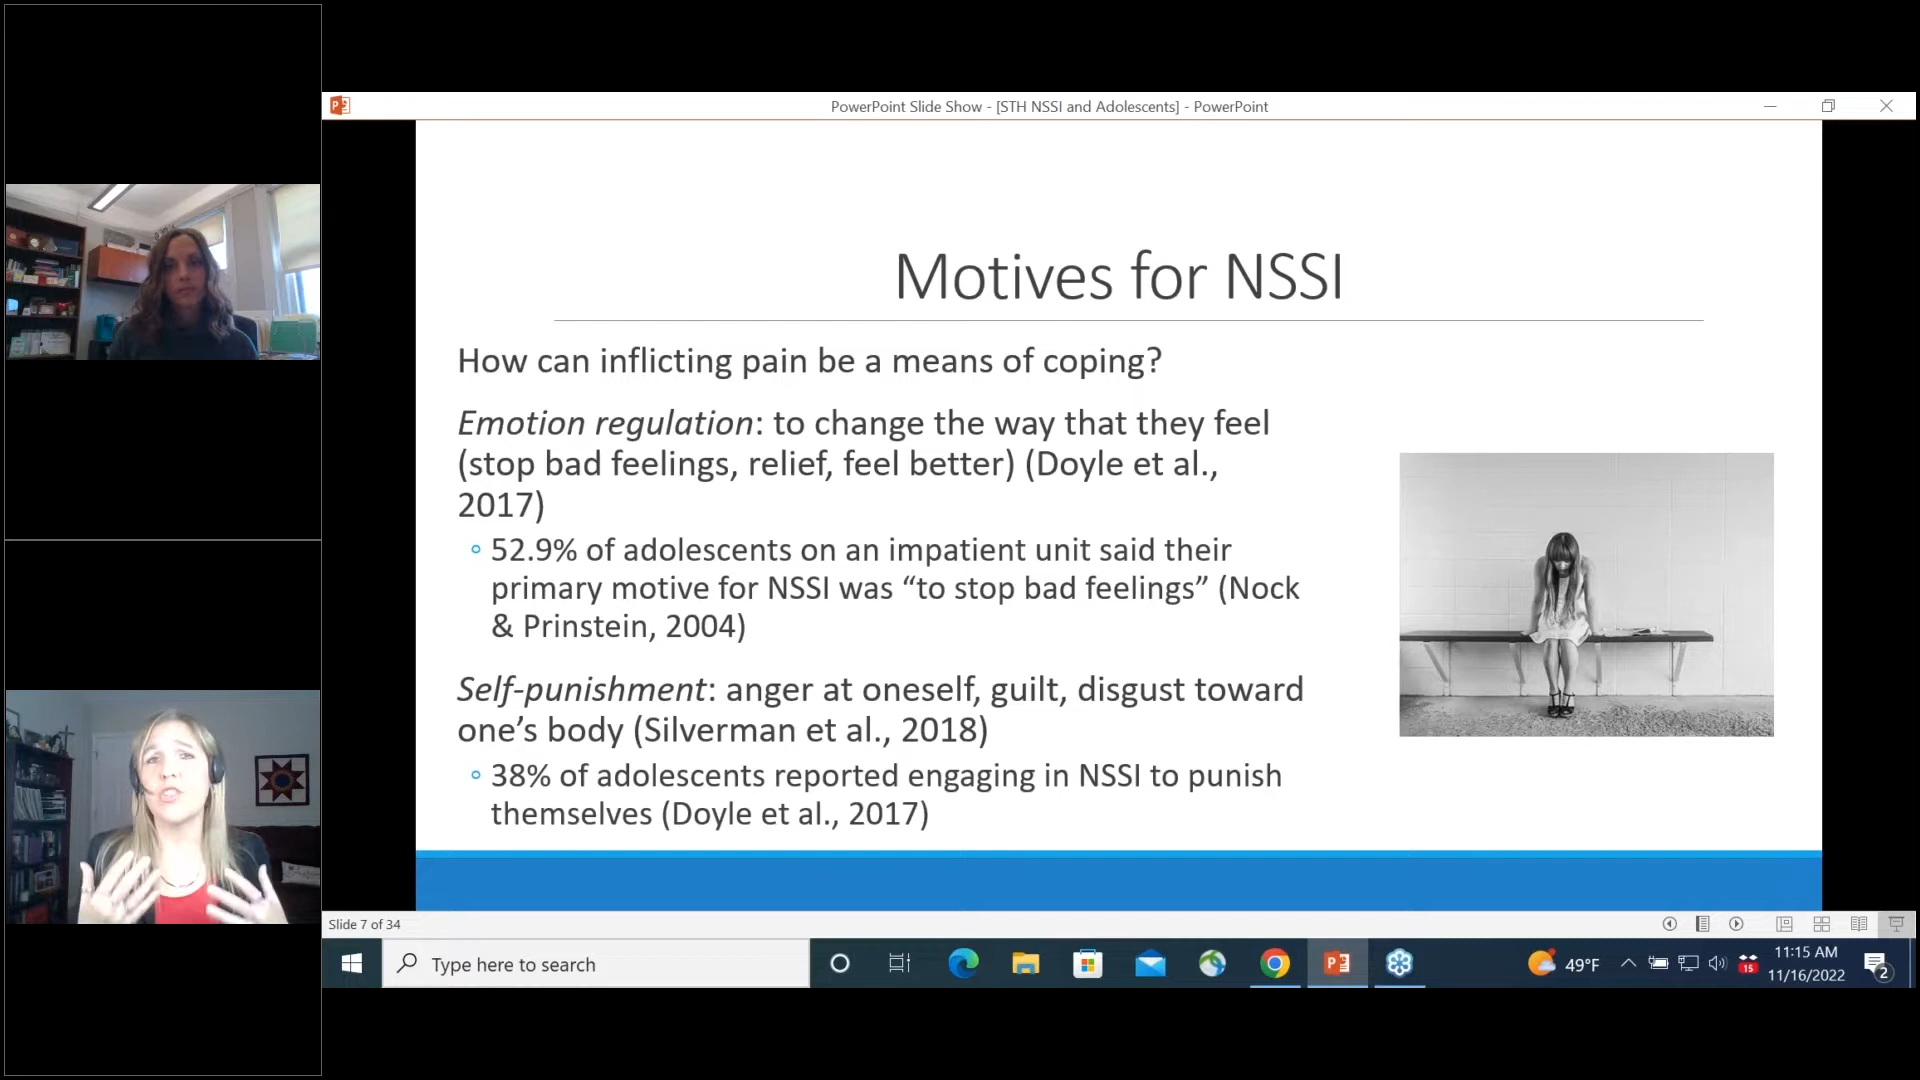 PowerPoint Slide Show - [STH NSSI and Adolescents] - PowerPoint
Motives for NSSI
How can inflicting pain be a means of coping?
Emotion regulation: to change the way that they feel
(stop bad feelings, relief, feel better) (Doyle et al.,
2017)
52.9% of adolescents on an impatient unit said their
primary motive for NSSI was “to stop bad feelings” (Nock
& Prinstein, 2004)
Self-punishment: anger at oneself, guilt, disgust toward
one’s body (Silverman et al., 2018)
38% of adolescents reported engaging in NSSI to punish
themselves (Doyle et al., 2017)
Slide 7 of 34
Type here to search
49°F
15
11:15 AM
11/16/2022
2